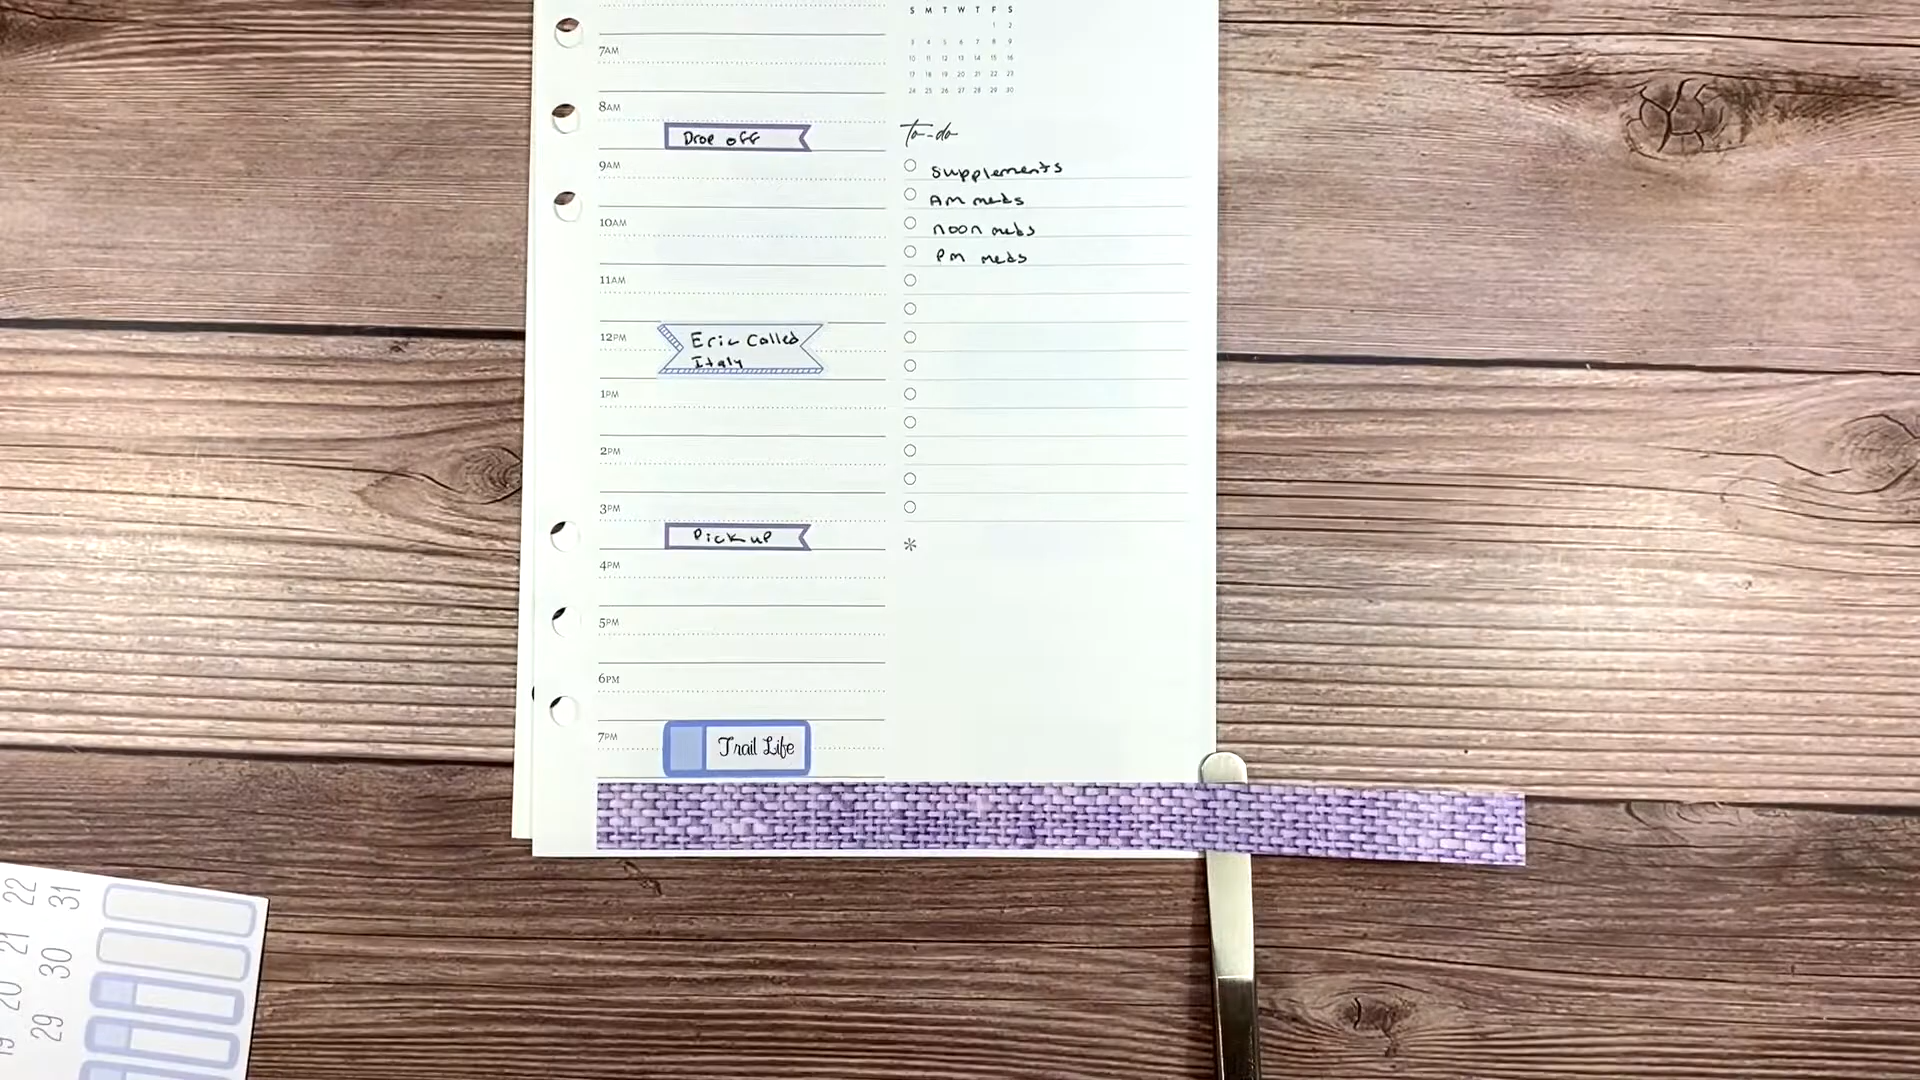 S M T W T F S
1 2
3 4 5 6 7 8 9
10 11 12 13 14 15 16
17 18 19 20 21 22 23
24 25 26 27 28 29 30
7AM
8AM
Drop off
9AM
10AM
11AM
12PM
Eric Called
Italy
1PM
2PM
3PM
Pick up
4PM
5PM
6PM
7PM
Trail Life
to-do
Supplements
AM meds
noon meds
PM meds
*
22
31
21
30
20
29
19